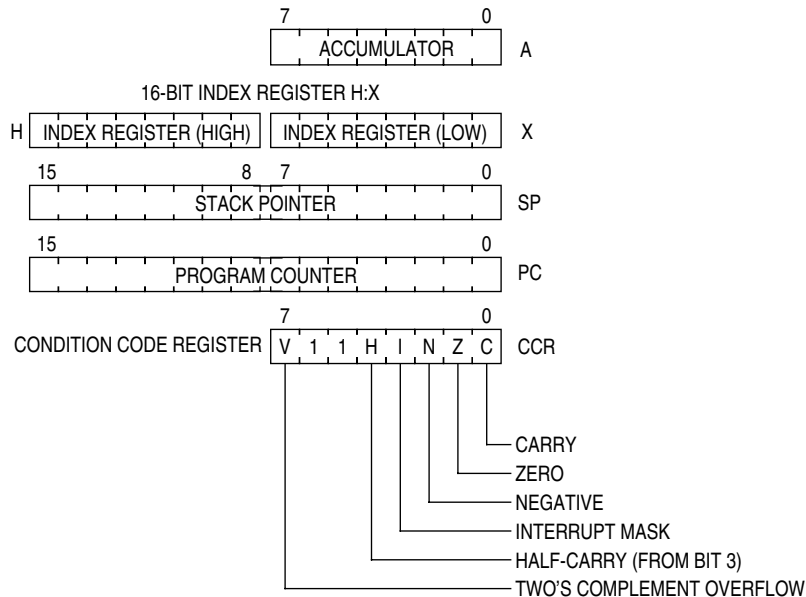 7 0
ACCUMULATOR A
16-BIT INDEX REGISTER H:X
H INDEX REGISTER (HIGH) INDEX REGISTER (LOW) X
15 8 7 0
STACK POINTER SP
15 0
PROGRAM COUNTER PC
7 0
CONDITION CODE REGISTER V 1 1 H I N Z C CCR
CARRY
ZERO
NEGATIVE
INTERRUPT MASK
HALF-CARRY (FROM BIT 3)
TWO'S COMPLEMENT OVERFLOW